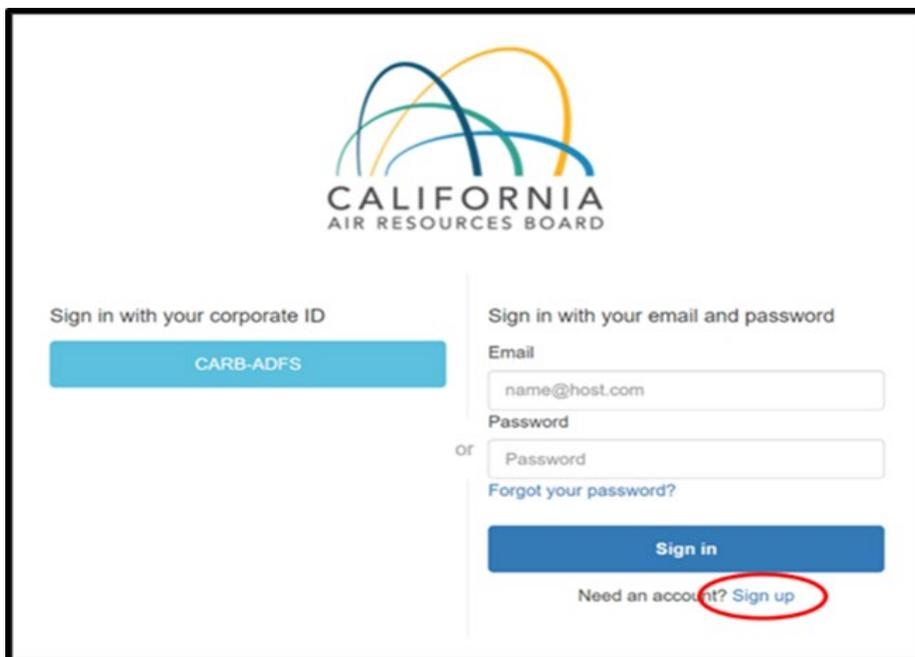 CALIFORNIA
AIR RESOURCES BOARD
Sign in with your corporate ID
CARB-ADFS
or
Sign in with your email and password
Email
name@host.com
Password
Password
Forgot your password?
Sign in
Need an account? Sign up